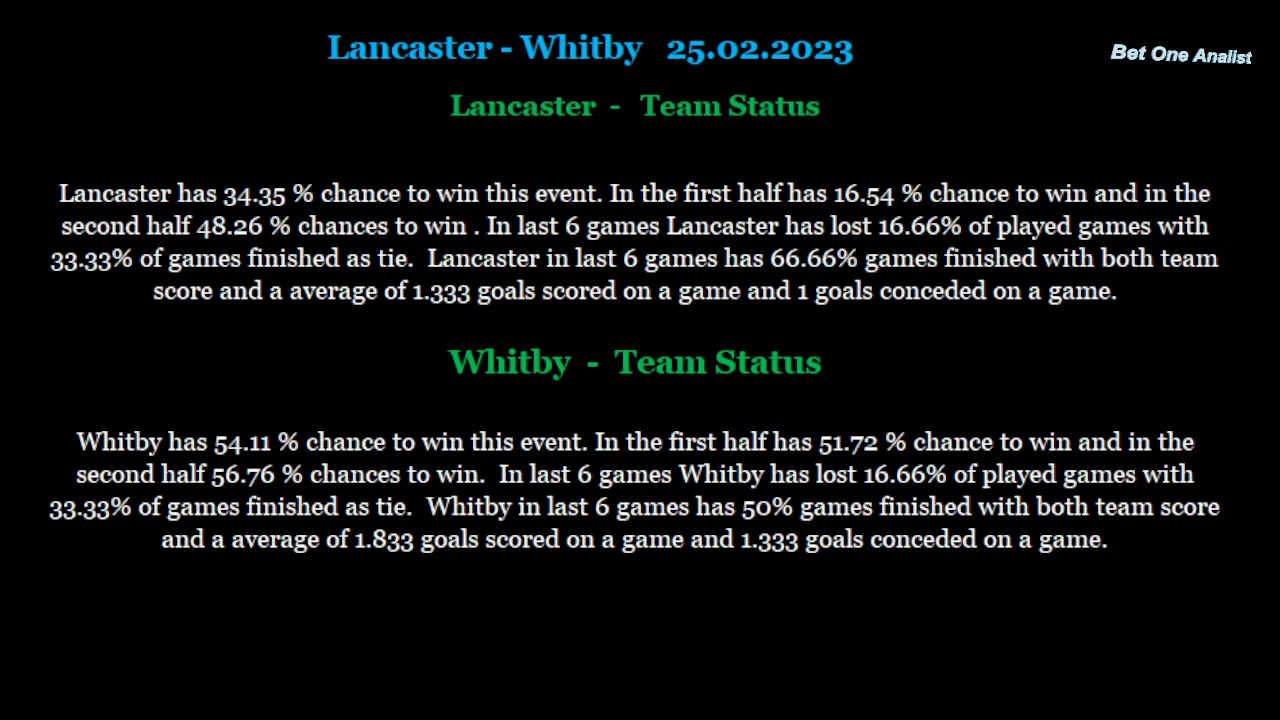 Lancaster - Whitby 25.02.2023
Bet One Analist
Lancaster - Team Status
Lancaster has 34.35 % chance to win this event. In the first half has 16.54 % chance to win and in the
second half 48.26 % chances to win . In last 6 games Lancaster has lost 16.66% of played games with
33.33% of games finished as tie. Lancaster in last 6 games has 66.66% games finished with both team
score and a average of 1.333 goals scored on a game and 1 goals conceded on a game.
Whitby - Team Status
Whitby has 54.11 % chance to win this event. In the first half has 51.72 % chance to win and in the
second half 56.76 % chances to win. In last 6 games Whitby has lost 16.66% of played games with
33.33% of games finished as tie. Whitby in last 6 games has 50% games finished with both team score
and a average of 1.833 goals scored on a game and 1.333 goals conceded on a game.